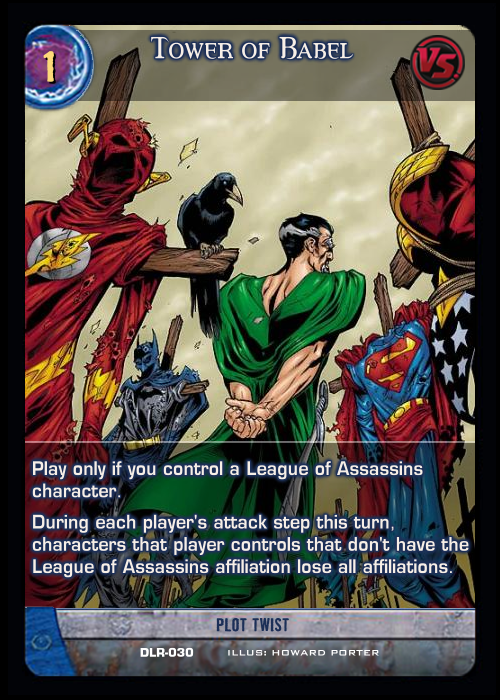 1
Tower of Babel
VS.
Play only if you control a League of Assassins
character.
During each player's attack step this turn,
characters that player controls that don't have the
League of Assassins affiliation lose all affiliations.
PLOT TWIST
DLR-030 ILLUS: HOWARD PORTER